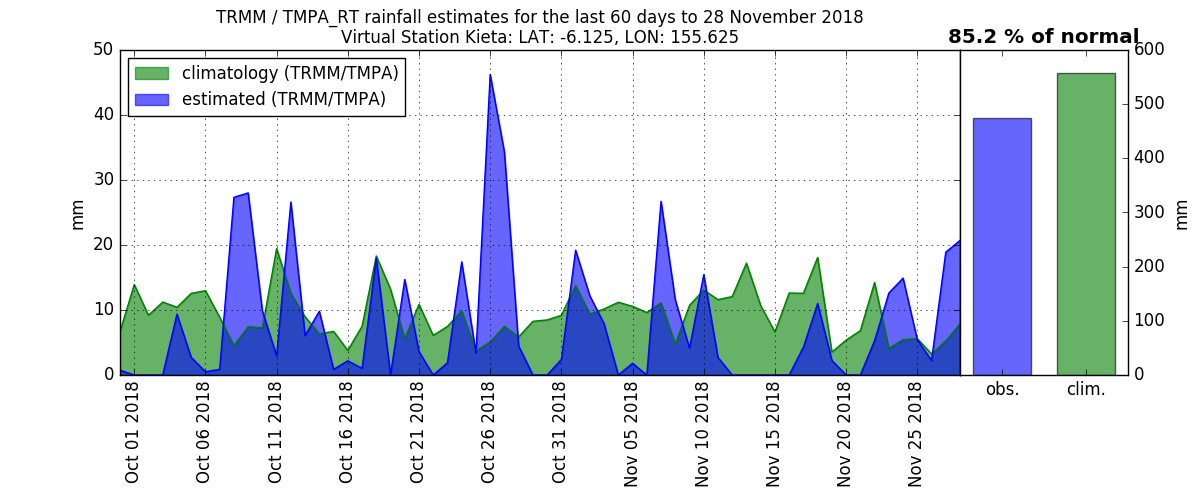 TRMM / TMPA_RT rainfall estimates for the last 60 days to 28 November 2018
Virtual Station Kieta: LAT: -6.125, LON: 155.625
85.2 % of normal
climatology (TRMM/TMPA)
estimated (TRMM/TMPA)
50
40
30
20
10
0
mm
Oct 01 2018
Oct 06 2018
Oct 11 2018
Oct 16 2018
Oct 21 2018
Oct 26 2018
Oct 31 2018
Nov 05 2018
Nov 10 2018
Nov 15 2018
Nov 20 2018
Nov 25 2018
obs.
clim.
600
500
400
300
200
100
0
mm